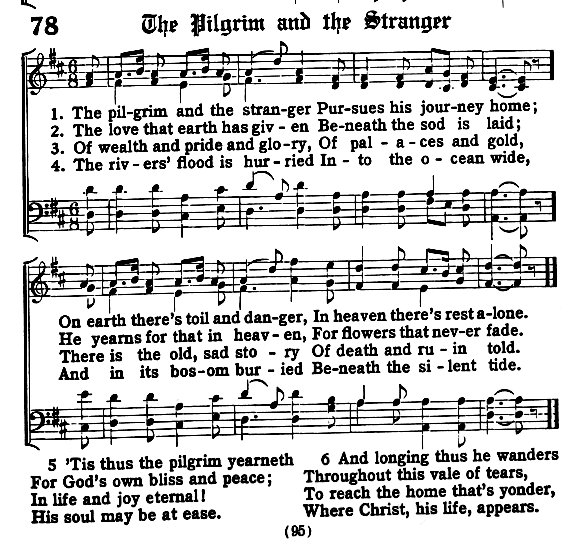 78 The Pilgrim and the Stranger
1. The pil-grim and the stran-ger Pur-sues his jour-ney home;
2. The love that earth has giv - en Be-neath the sod is laid;
3. Of wealth and pride and glo-ry, Of pal - a - ces and gold,
4. The riv-ers' flood is hur - ried In - to the o - cean wide,
On earth there's toil and dan-ger, In heaven there's rest a-lone.
He yearns for that in heav-en, For flowers that nev-er fade.
There is the old, sad sto - ry Of death and ru - in told.
And in its bos-om bur - ied Be-neath the si - lent tide.
5 'Tis thus the pilgrim yearneth
For God's own bliss and peace;
In life and joy eternal!
His soul may be at ease.
6 And longing thus he wanders
Throughout this vale of tears,
To reach the home that's yonder,
Where Christ, his life, appears.
(95)